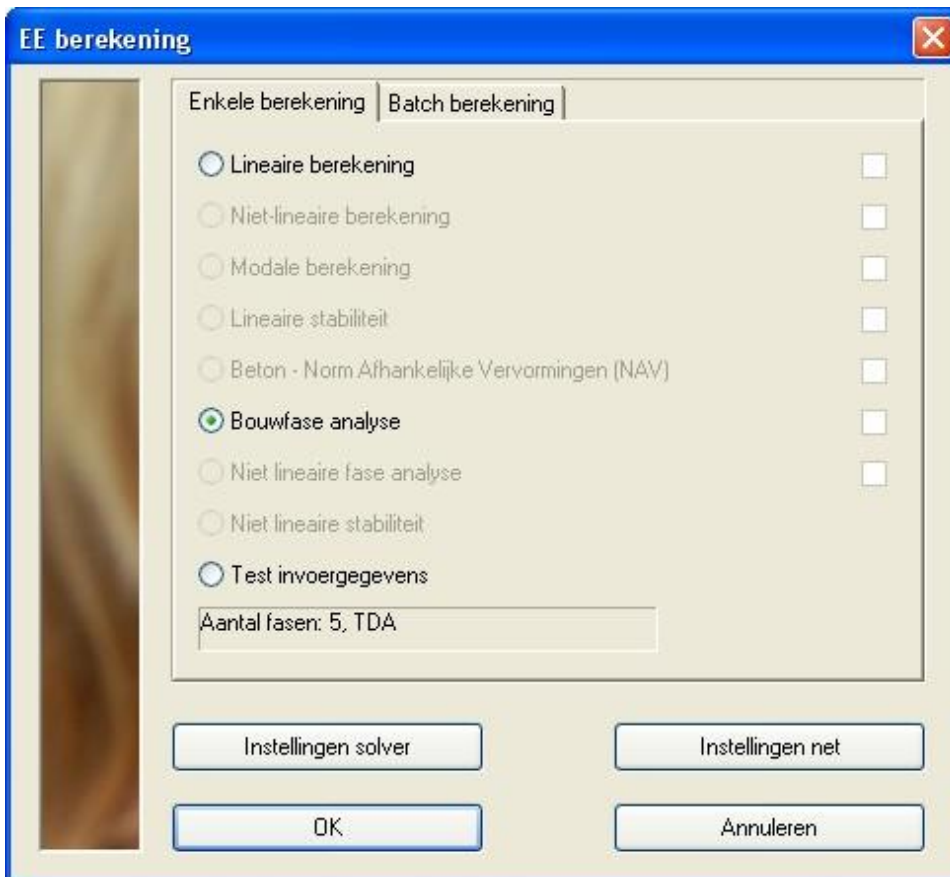 EE berekening
Enkele berekening
Batch berekening
Lineaire berekening
Niet-lineaire berekening
Modale berekening
Lineaire stabiliteit
Beton - Norm Afhankelijke Vervormingen (NAV)
Bouwfase analyse
Niet lineaire fase analyse
Niet lineaire stabiliteit
Test invoergegevens
Aantal fasen: 5, TDA
Instellingen solver
Instellingen net
OK
Annuleren